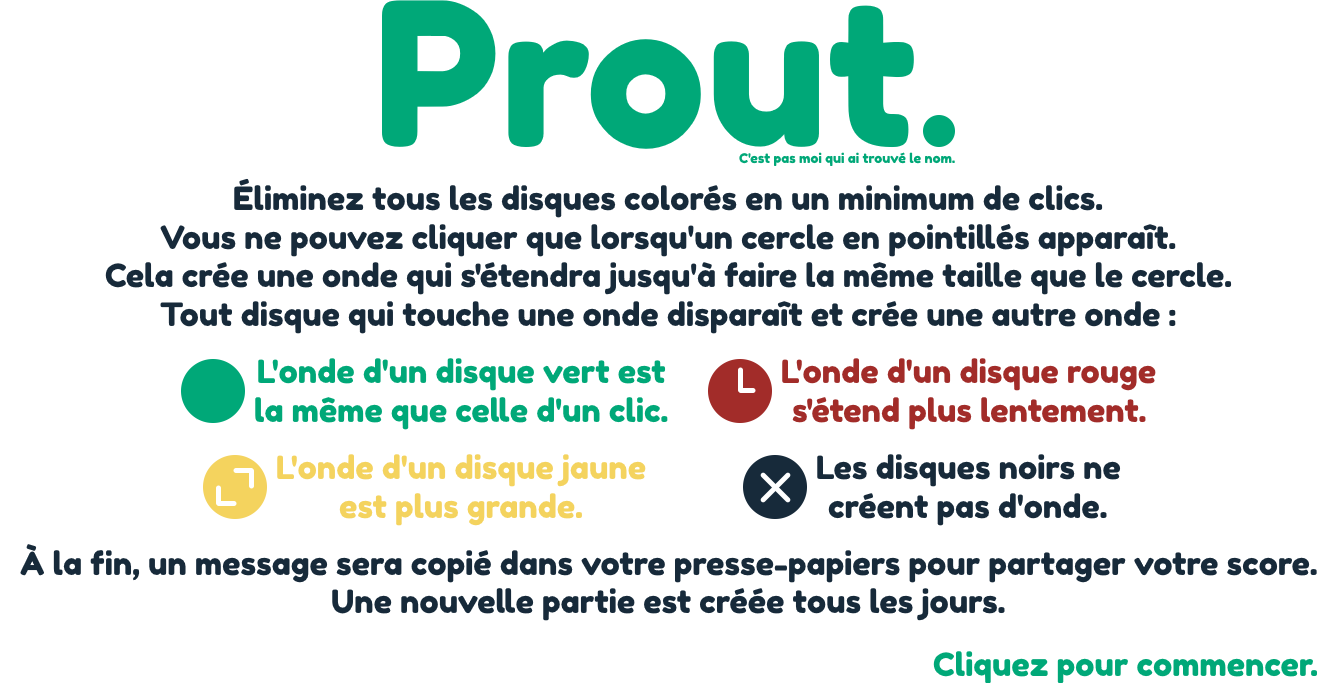 Prout.
C'est pas moi qui ai trouvé le nom.
Éliminez tous les disques colorés en un minimum de clics.
Vous ne pouvez cliquer que lorsqu'un cercle en pointillés apparaît.
Cela crée une onde qui s'étendra jusqu'à faire la même taille que le cercle.
Tout disque qui touche une onde disparaît et crée une autre onde :
L'onde d'un disque vert est
la même que celle d'un clic.
L'onde d'un disque rouge
s'étend plus lentement.
L'onde d'un disque jaune
est plus grande.
Les disques noirs ne
créent pas d'onde.
À la fin, un message sera copié dans votre presse-papiers pour partager votre score.
Une nouvelle partie est créée tous les jours.
Cliquez pour commencer.